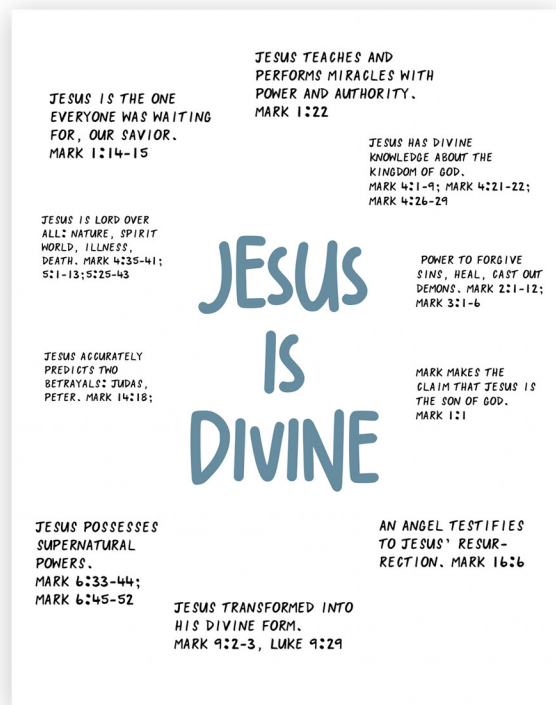 JESUS TEACHES AND
PERFORMS MIRACLES WITH
POWER AND AUTHORITY.
MARK 1:22
JESUS IS THE ONE
EVERYONE WAS WAITING
FOR, OUR SAVIOR.
MARK 1:14-15
JESUS HAS DIVINE
KNOWLEDGE ABOUT THE
KINGDOM OF GOD.
MARK 4:1-9; MARK 4:21-22;
MARK 4:26-29
JESUS IS LORD OVER
ALL: NATURE, SPIRIT
WORLD, ILLNESS,
DEATH. MARK 4:35-41;
5:1-13;5:25-43
POWER TO FORGIVE
SINS, HEAL, CAST OUT
DEMONS. MARK 2:1-12;
MARK 3:1-6
JESUS
IS
DIVINE
JESUS ACCURATELY
PREDICTS TWO
BETRAYALS: JUDAS,
PETER. MARK 14:18;
MARK MAKES THE
CLAIM THAT JESUS IS
THE SON OF GOD.
MARK 1:1
JESUS POSSESSES
SUPERNATURAL
POWERS.
MARK 6:33-44;
MARK 6:45-52
AN ANGEL TESTIFIES
TO JESUS' RESUR-
RECTION. MARK 16:6
JESUS TRANSFORMED INTO
HIS DIVINE FORM.
MARK 9:2-3, LUKE 9:29